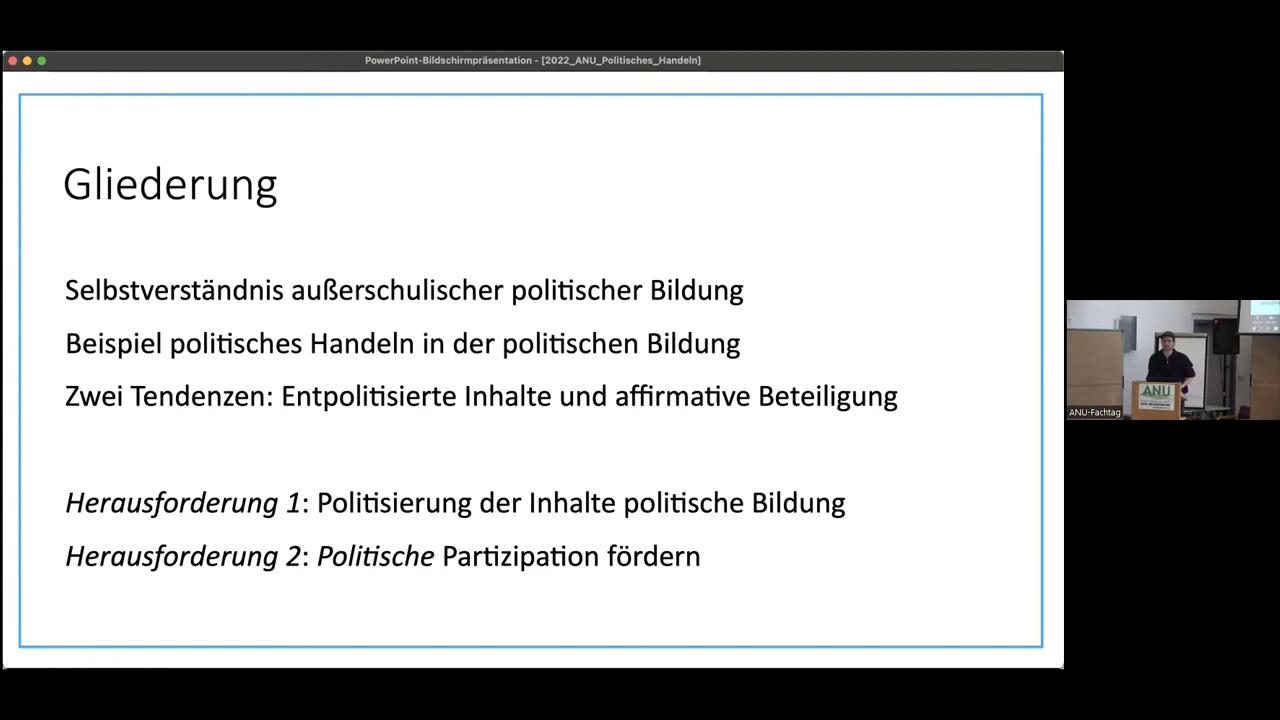 PowerPoint-Bildschirmpräsentation - [2022_ANU_Politisches_Handeln]
Gliederung
Selbstverständnis außerschulischer politischer Bildung
Beispiel politisches Handeln in der politischen Bildung
Zwei Tendenzen: Entpolitisierte Inhalte und affirmative Beteiligung
Herausforderung 1: Politisierung der Inhalte politische Bildung
Herausforderung 2: Politische Partizipation fördern
ANU
ANU-Fachtag